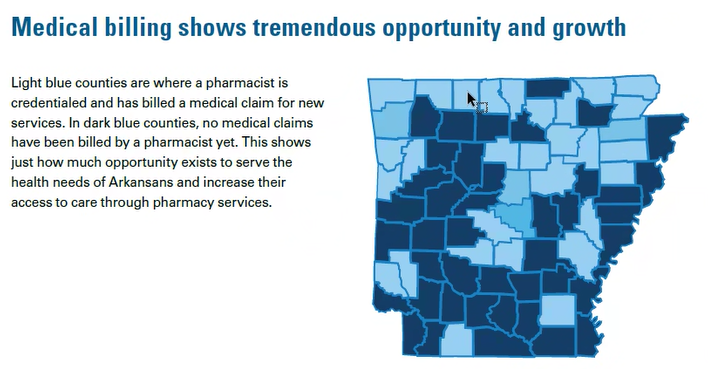 Medical billing shows tremendous opportunity and growth
Light blue counties are where a pharmacist is
credentialed and has billed a medical claim for new
services. In dark blue counties, no medical claims
have been billed by a pharmacist yet. This shows
just how much opportunity exists to serve the
health needs of Arkansans and increase their
access to care through pharmacy services.